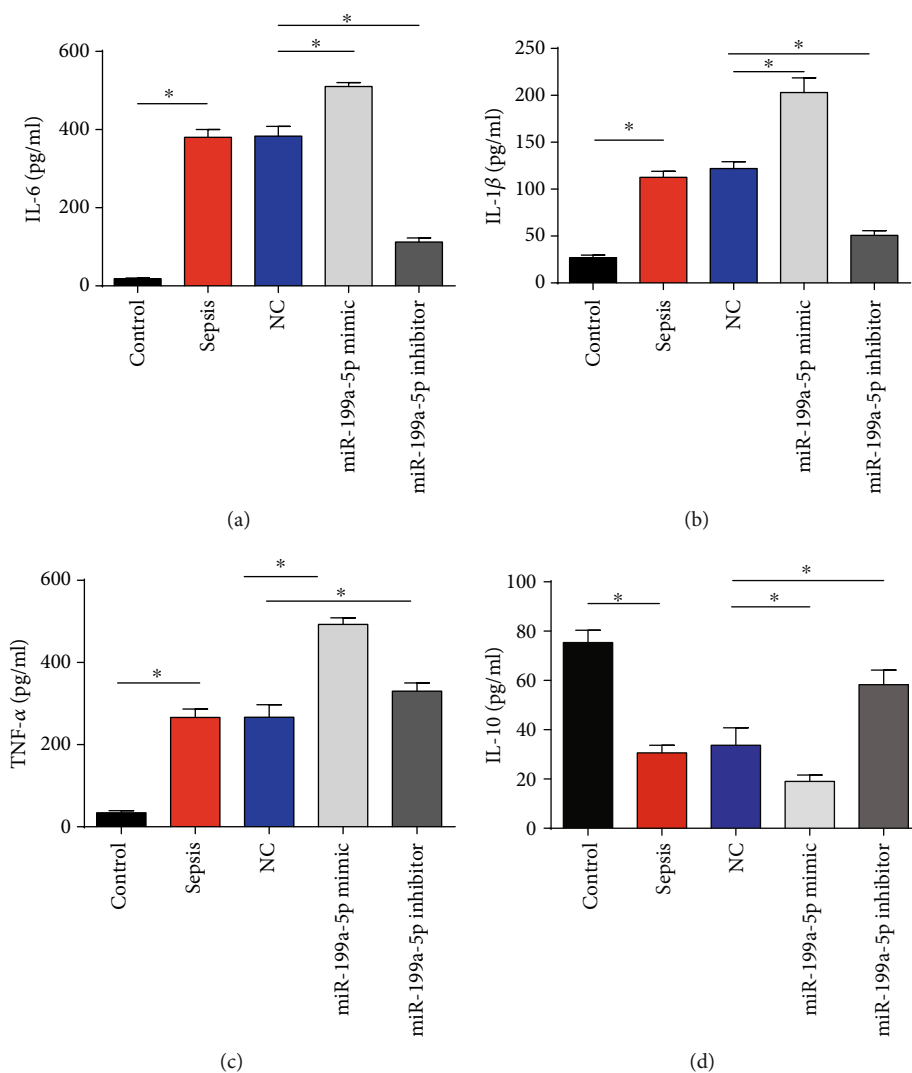 *
*
*
600
400
200
0
IL-6 (pg/ml)
Control
Sepsis
NC
miR-199a-5p mimic
miR-199a-5p inhibitor
(a)
*
*
*
250
200
150
100
50
0
IL-1β (pg/ml)
Control
Sepsis
NC
miR-199a-5p mimic
miR-199a-5p inhibitor
(b)
*
*
*
600
400
200
0
TNF-α (pg/ml)
Control
Sepsis
NC
miR-199a-5p mimic
miR-199a-5p inhibitor
(c)
*
*
*
100
80
60
40
20
0
IL-10 (pg/ml)
Control
Sepsis
NC
miR-199a-5p mimic
miR-199a-5p inhibitor
(d)